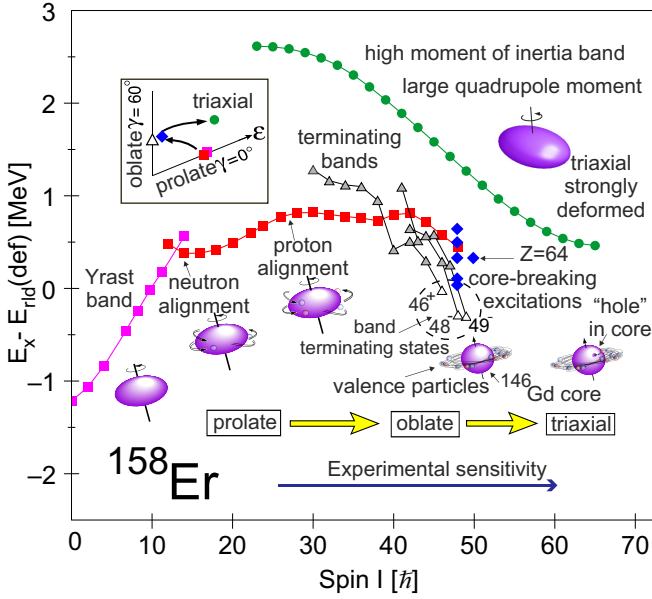 high moment of inertia band
large quadrupole moment
triaxial
strongly
deformed
terminating
bands
oblate γ = 60°
triaxial
ε
prolate γ=0°
Eₓ- E_rld(def) [MeV]
3
2
1
0
–1
–2
Yrast
band
neutron
alignment
proton
alignment
Z=64
core-breaking
excitations
46⁺
48⁻
49⁻
band
terminating states
"hole"
in core
valence particles
146
Gd core
prolate
oblate
triaxial
¹⁵⁸Er
Experimental sensitivity
0
10
20
30
40
50
60
70
Spin I [ℏ]